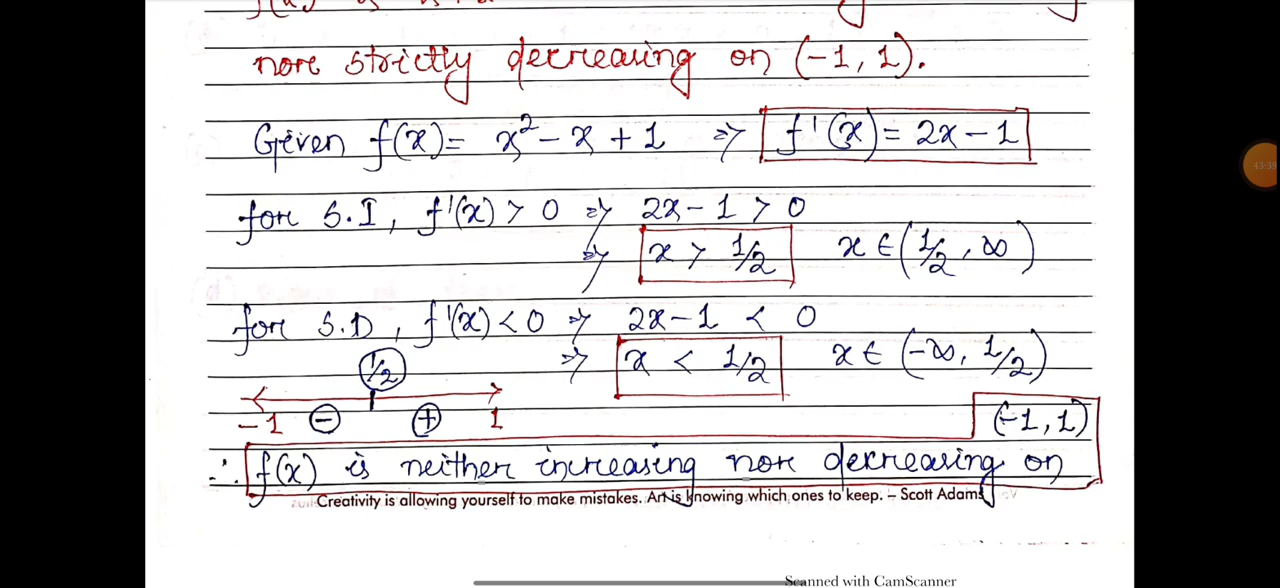 nore strictly decreasing on (-1, 1).
Given f(x) = x² - x + 1 ⇒ f'(x) = 2x - 1
for S.I, f'(x) > 0 ⇒ 2x - 1 > 0
⇒ x > 1/2 x ∈ (1/2, ∞)
for S.D, f'(x) < 0 ⇒ 2x - 1 < 0
⇒ x < 1/2 x ∈ (-∞, 1/2)
1/2
-1 - + 1
(-1, 1)
∴ f(x) is neither increasing nor decreasing on
Creativity is allowing yourself to make mistakes. Art is knowing which ones to keep. – Scott Adams
Scanned with CamScanner